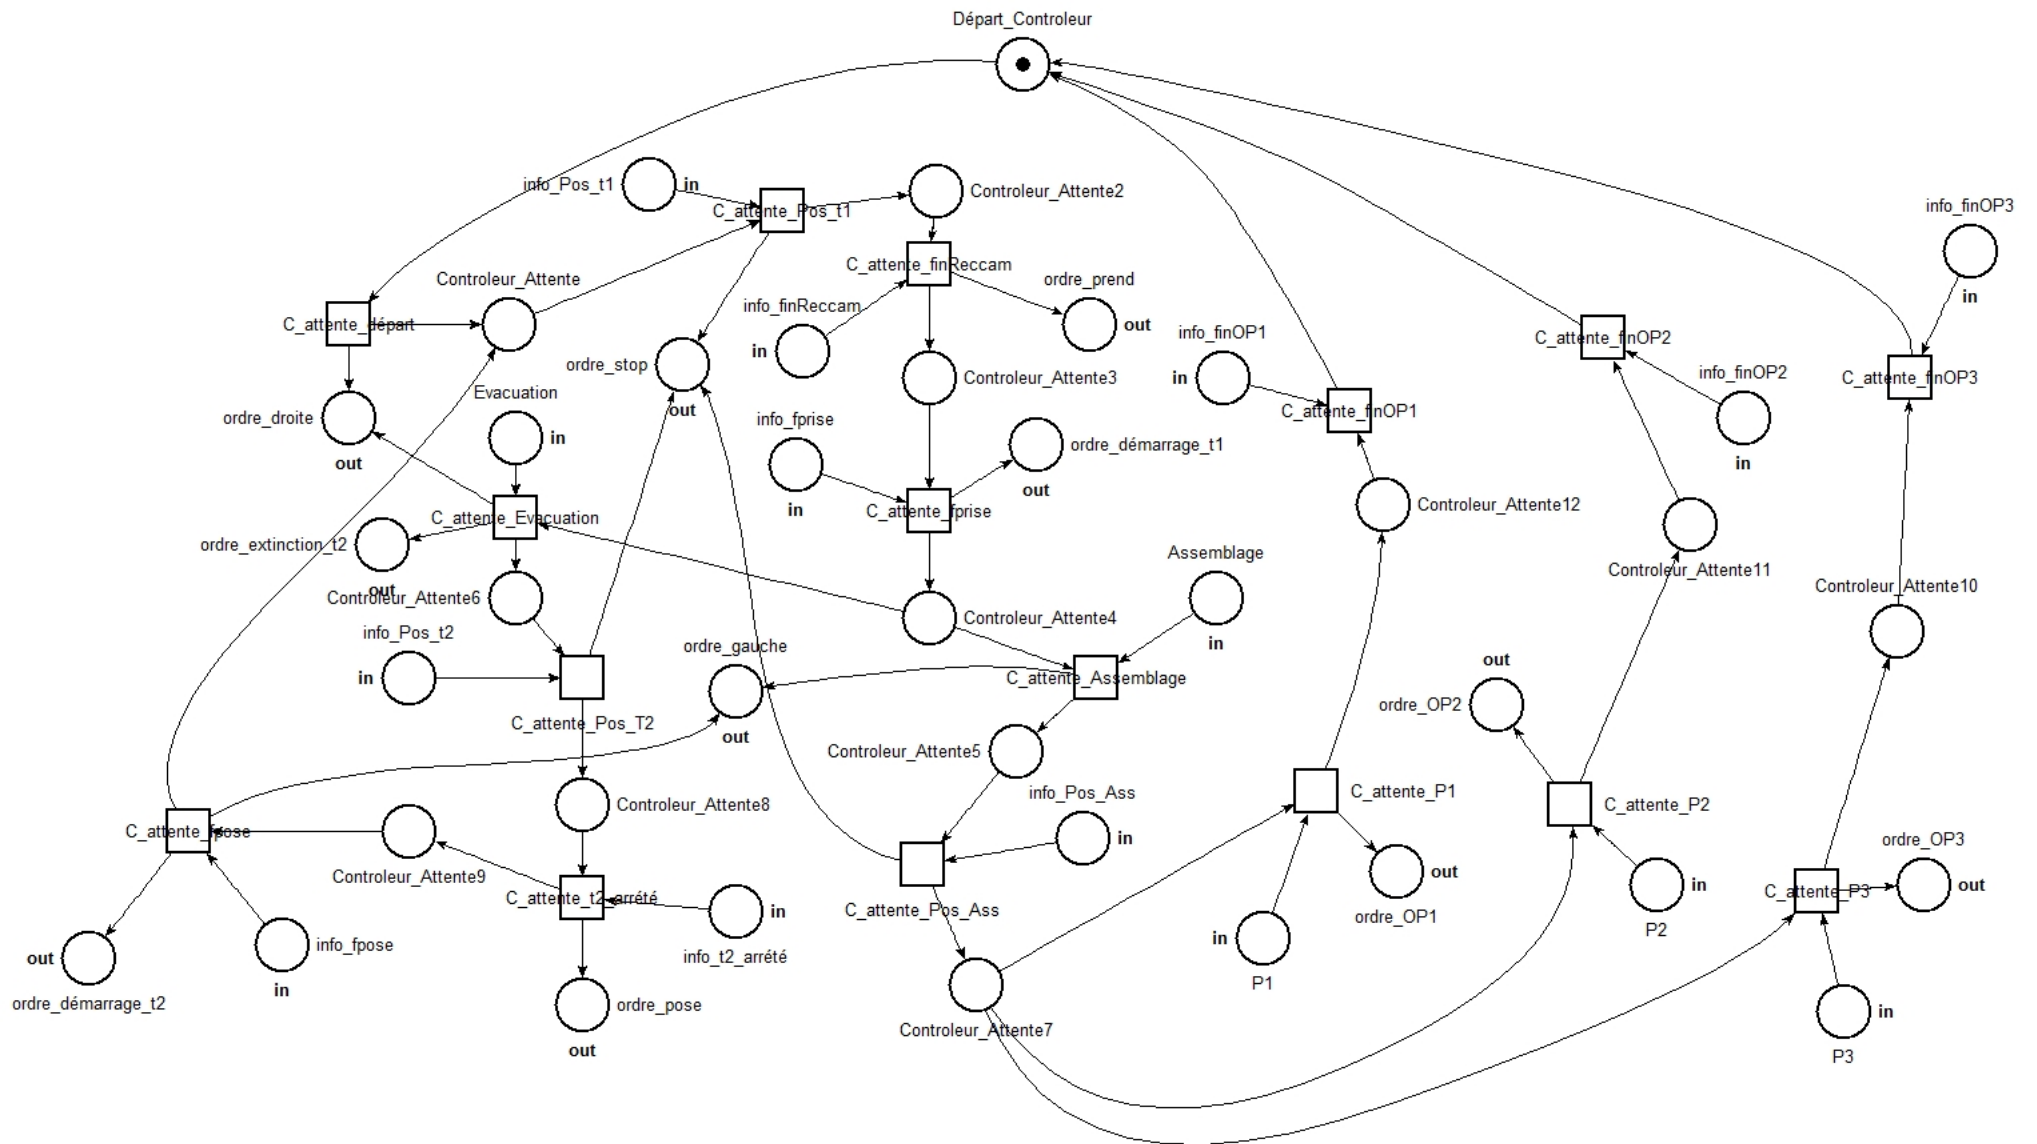 Départ_Controleur
info_Pos_t1
in
C_attente_Pos_t1
Controleur_Attente2
info_finOP3
in
C_attente_finReccam
Controleur_Attente
ordre_prend
out
info_finReccam
in
C_attente_départ
info_finOP1
in
C_attente_finOP2
ordre_stop
out
Controleur_Attente3
info_finOP2
in
C_attente_finOP3
Evacuation
in
ordre_droite
out
C_attente_finOP1
info_fprise
in
ordre_démarrage_t1
out
C_attente_Evacuation
C_attente_fprise
Controleur_Attente12
ordre_extinction_t2
out
Assemblage
in
Controleur_Attente11
Controleur_Attente10
Controleur_Attente6
Controleur_Attente4
info_Pos_t2
in
ordre_gauche
out
C_attente_Assemblage
out
ordre_OP2
C_attente_Pos_T2
Controleur_Attente5
info_Pos_Ass
in
C_attente_P1
C_attente_P2
Controleur_Attente8
C_attente_fpose
ordre_OP3
out
Controleur_Attente9
ordre_OP1
out
C_attente_P3
C_attente_t2_arrété
in
info_t2_arrété
C_attente_Pos_Ass
in
P2
in
P1
out
ordre_démarrage_t2
info_fpose
in
ordre_pose
out
Controleur_Attente7
in
P3